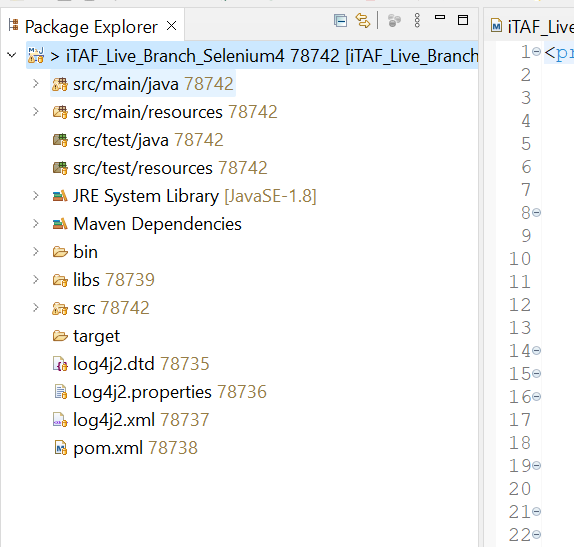 Package Explorer
iTAF_Live
> iTAF_Live_Branch_Selenium4 78742 [iTAF_Live_Branch
src/main/java 78742
src/main/resources 78742
src/test/java 78742
src/test/resources 78742
JRE System Library [JavaSE-1.8]
Maven Dependencies
bin
libs 78739
src 78742
target
log4j2.dtd 78735
Log4j2.properties 78736
log4j2.xml 78737
pom.xml 78738
1 <pr
2
3
4
5
6
7
8
9
10
11
12
13
14
15
16
17
18
19
20
21
22